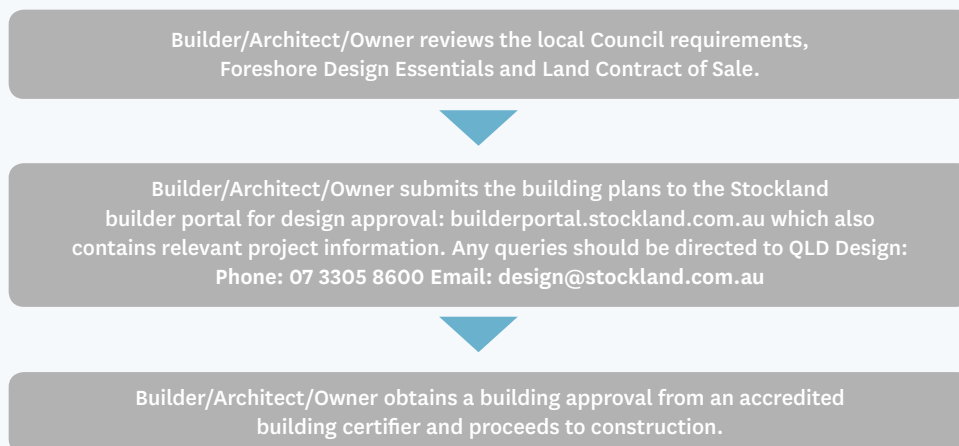 Builder/Architect/Owner reviews the local Council requirements,
Foreshore Design Essentials and Land Contract of Sale.
Builder/Architect/Owner submits the building plans to the Stockland
builder portal for design approval: builderportal.stockland.com.au which also
contains relevant project information. Any queries should be directed to QLD Design:
Phone: 07 3305 8600 Email: design@stockland.com.au
Builder/Architect/Owner obtains a building approval from an accredited
building certifier and proceeds to construction.